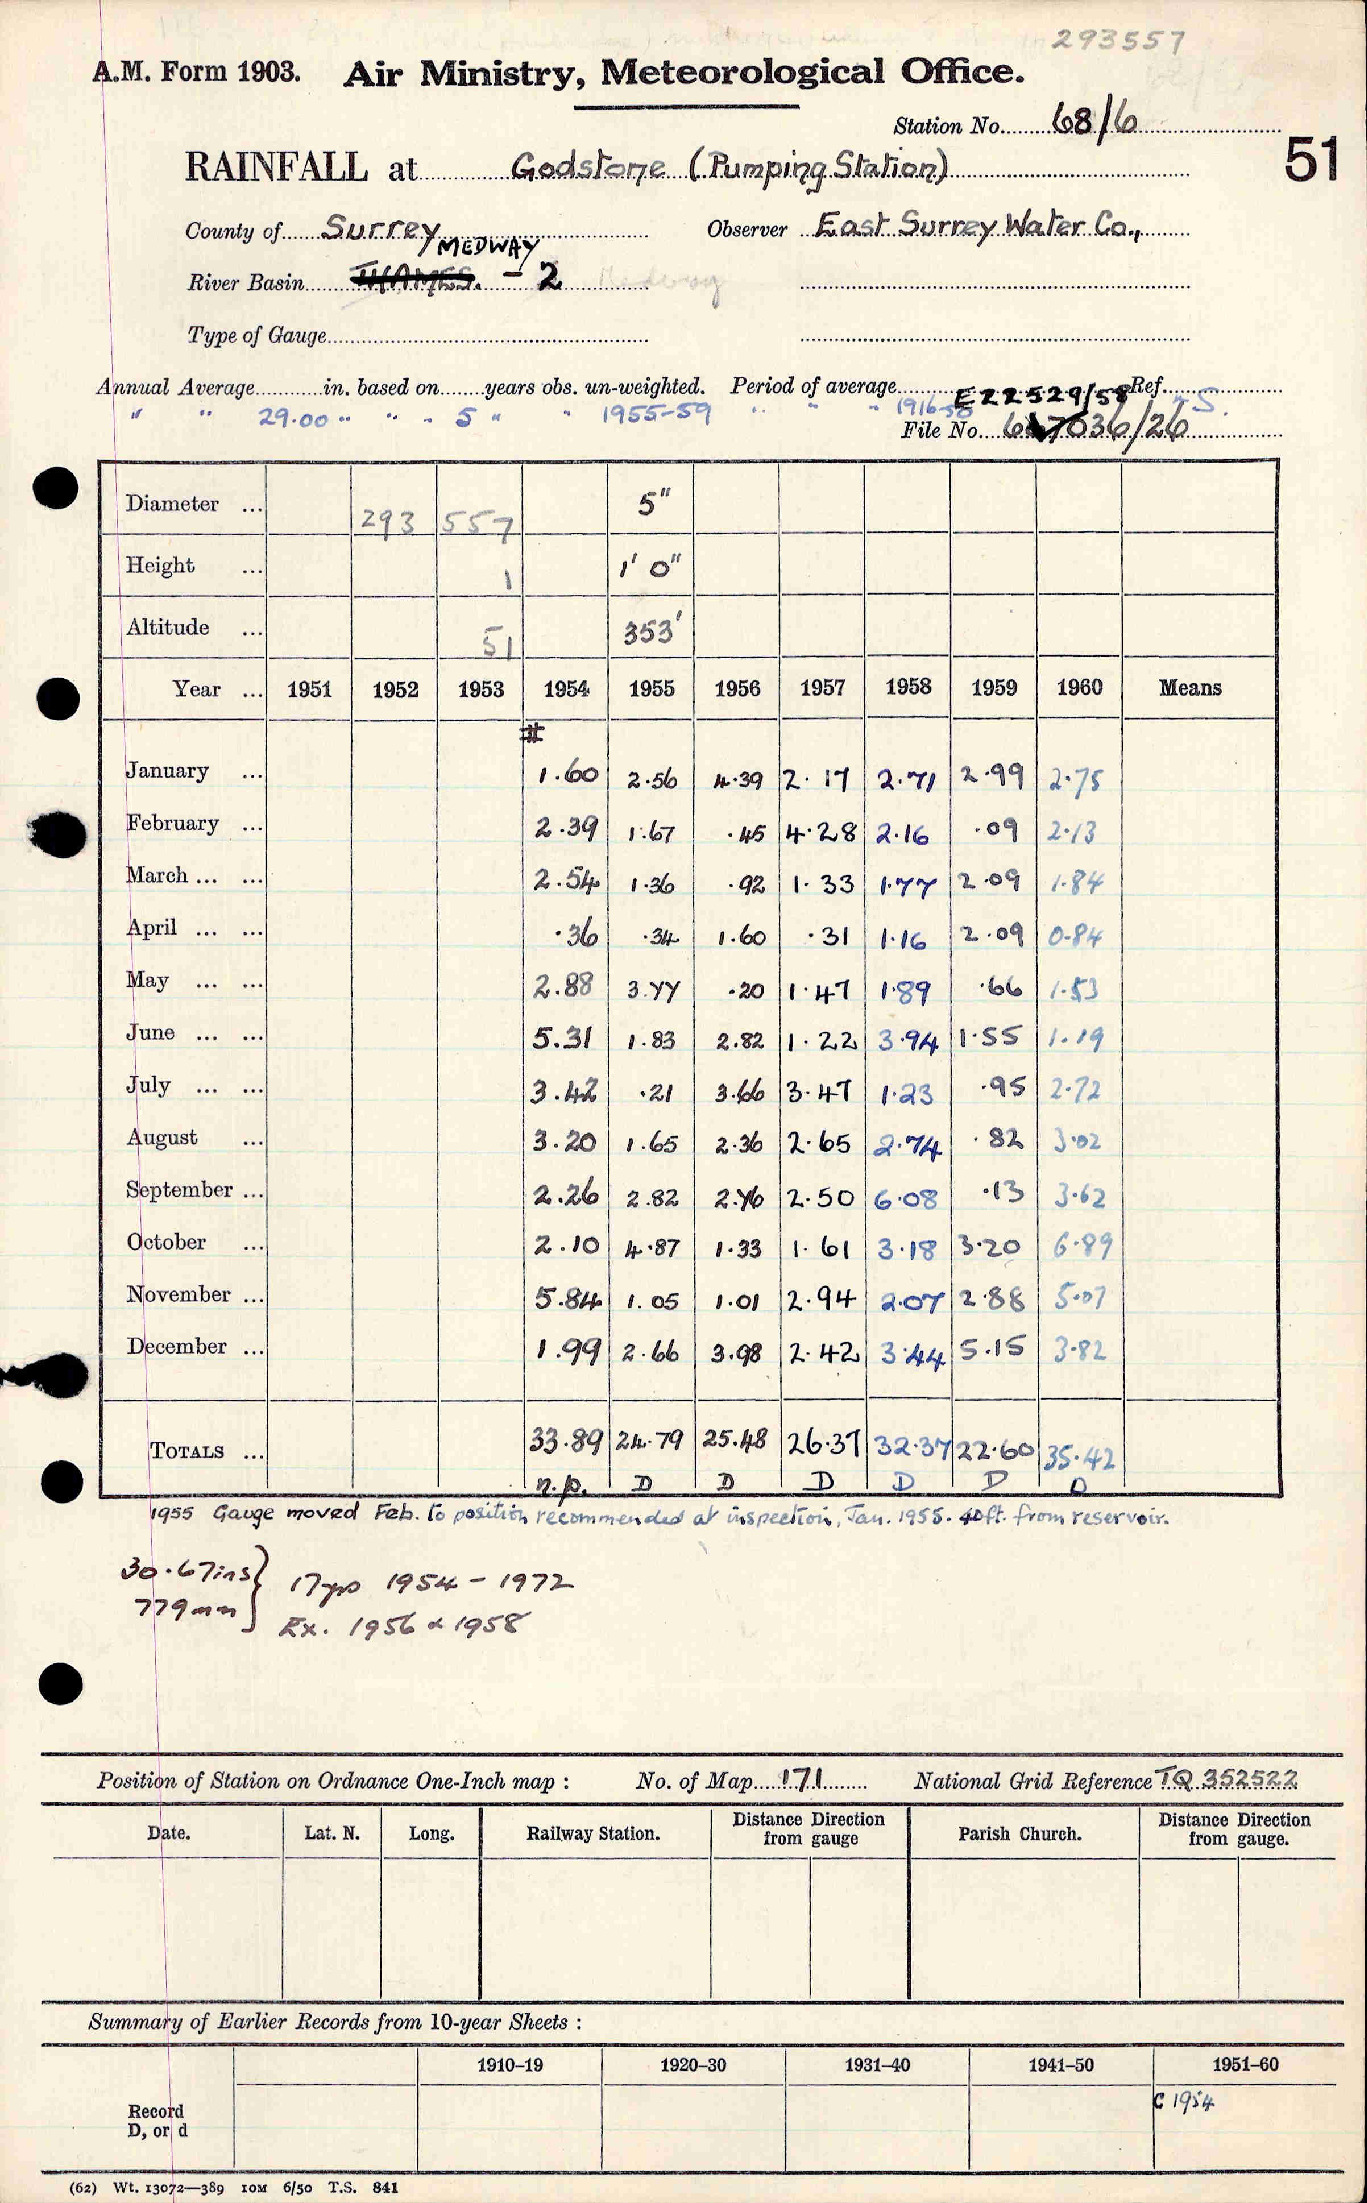 293557
A.M. Form 1903. Air Ministry, Meteorological Office.
Station No. 68/6
51
RAINFALL at Godstone (Pumping Station)
County of Surrey Observer East Surrey Water Co.,
MEDWAY
River Basin THAMES. - 2 Medway
Type of Gauge
Annual Average in. based on years obs. un-weighted. Period of average E22529/58 Ref.
" " 29.00 " " " 5 " " 1955-59 " " " 1916-50 S.
File No. 667036/26
Diameter ... 293 557 5"
Height ... 1 1' 0"
Altitude ... 51 353'
Year ... 1951 1952 1953 1954 1955 1956 1957 1958 1959 1960 Means
#
January ... 1.60 2.56 4.39 2.17 2.71 2.99 2.75
February ... 2.39 1.67 .45 4.28 2.16 .09 2.13
March ... ... 2.54 1.36 .92 1.33 1.77 2.09 1.84
April ... ... .36 .34 1.60 .31 1.16 2.09 0.84
May ... ... 2.88 3.77 .20 1.47 1.89 .66 1.53
June ... ... 5.31 1.83 2.82 1.22 3.94 1.55 1.19
July ... ... 3.42 .21 3.66 3.47 1.23 .95 2.72
August ... 3.20 1.65 2.36 2.65 2.74 .82 3.02
September ... 2.26 2.82 2.76 2.50 6.08 .13 3.62
October ... 2.10 4.87 1.33 1.61 3.18 3.20 6.89
November ... 5.84 1.05 1.01 2.94 2.07 2.88 5.07
December ... 1.99 2.66 3.98 2.42 3.44 5.15 3.82
TOTALS ... 33.89 24.79 25.48 26.37 32.37 22.60 35.42
n.p. D D D D D D
1955 Gauge moved Feb. to position recommended at inspection, Jan. 1955. 40ft. from reservoir.
30.67ins } 17yrs 1954 - 1972
779mm } Ex. 1956 & 1958
Position of Station on Ordnance One-Inch map : No. of Map 171 National Grid Reference TQ 352522
Date. Lat. N. Long. Railway Station. Distance Direction from gauge Parish Church. Distance Direction from gauge.
Summary of Earlier Records from 10-year Sheets :
1910–19 1920–30 1931–40 1941–50 1951–60
Record
D, or d
C 1954
(62) Wt. 13072—389 10M 6/50 T.S. 841